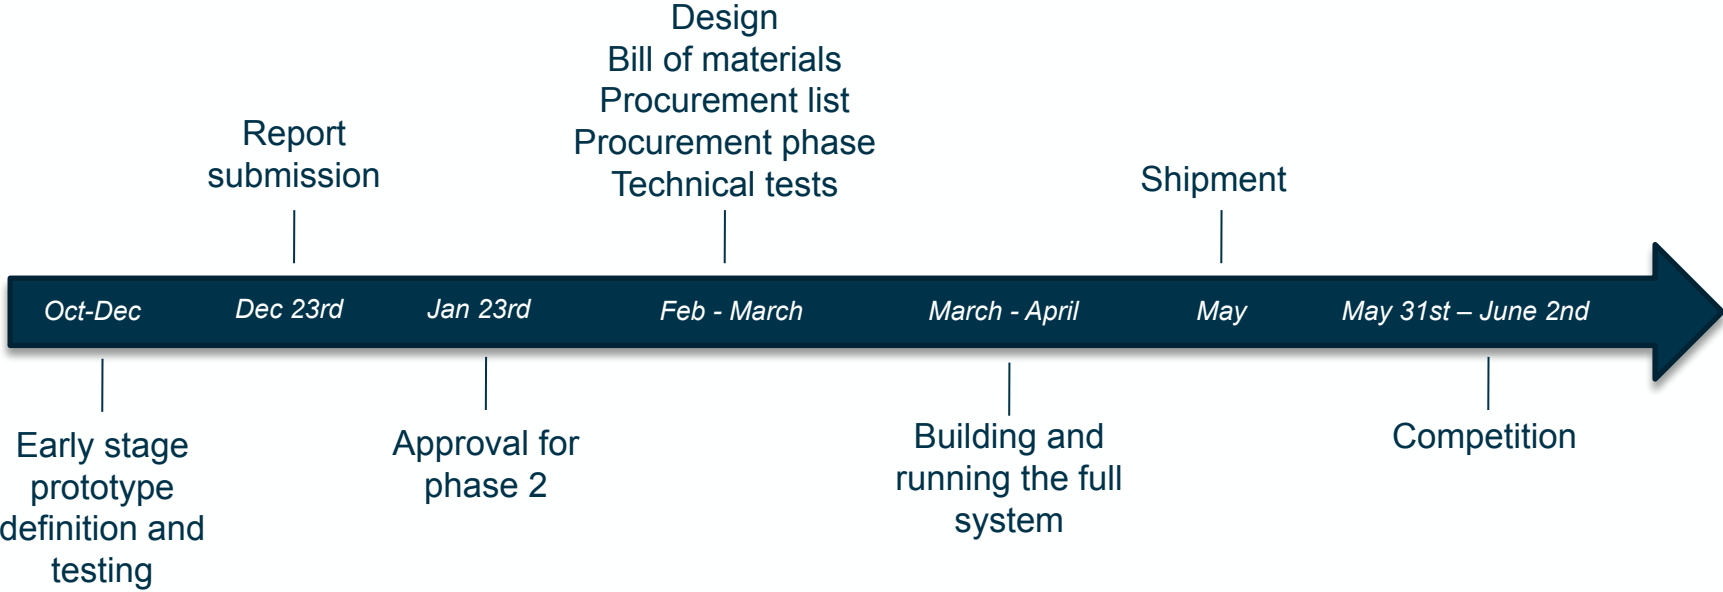 Design
Bill of materials
Procurement list
Procurement phase
Technical tests
Report
submission
Shipment
Oct-Dec
Dec 23rd
Jan 23rd
Feb - March
March - April
May
May 31st – June 2nd
Early stage
prototype
definition and
testing
Approval for
phase 2
Building and
running the full
system
Competition